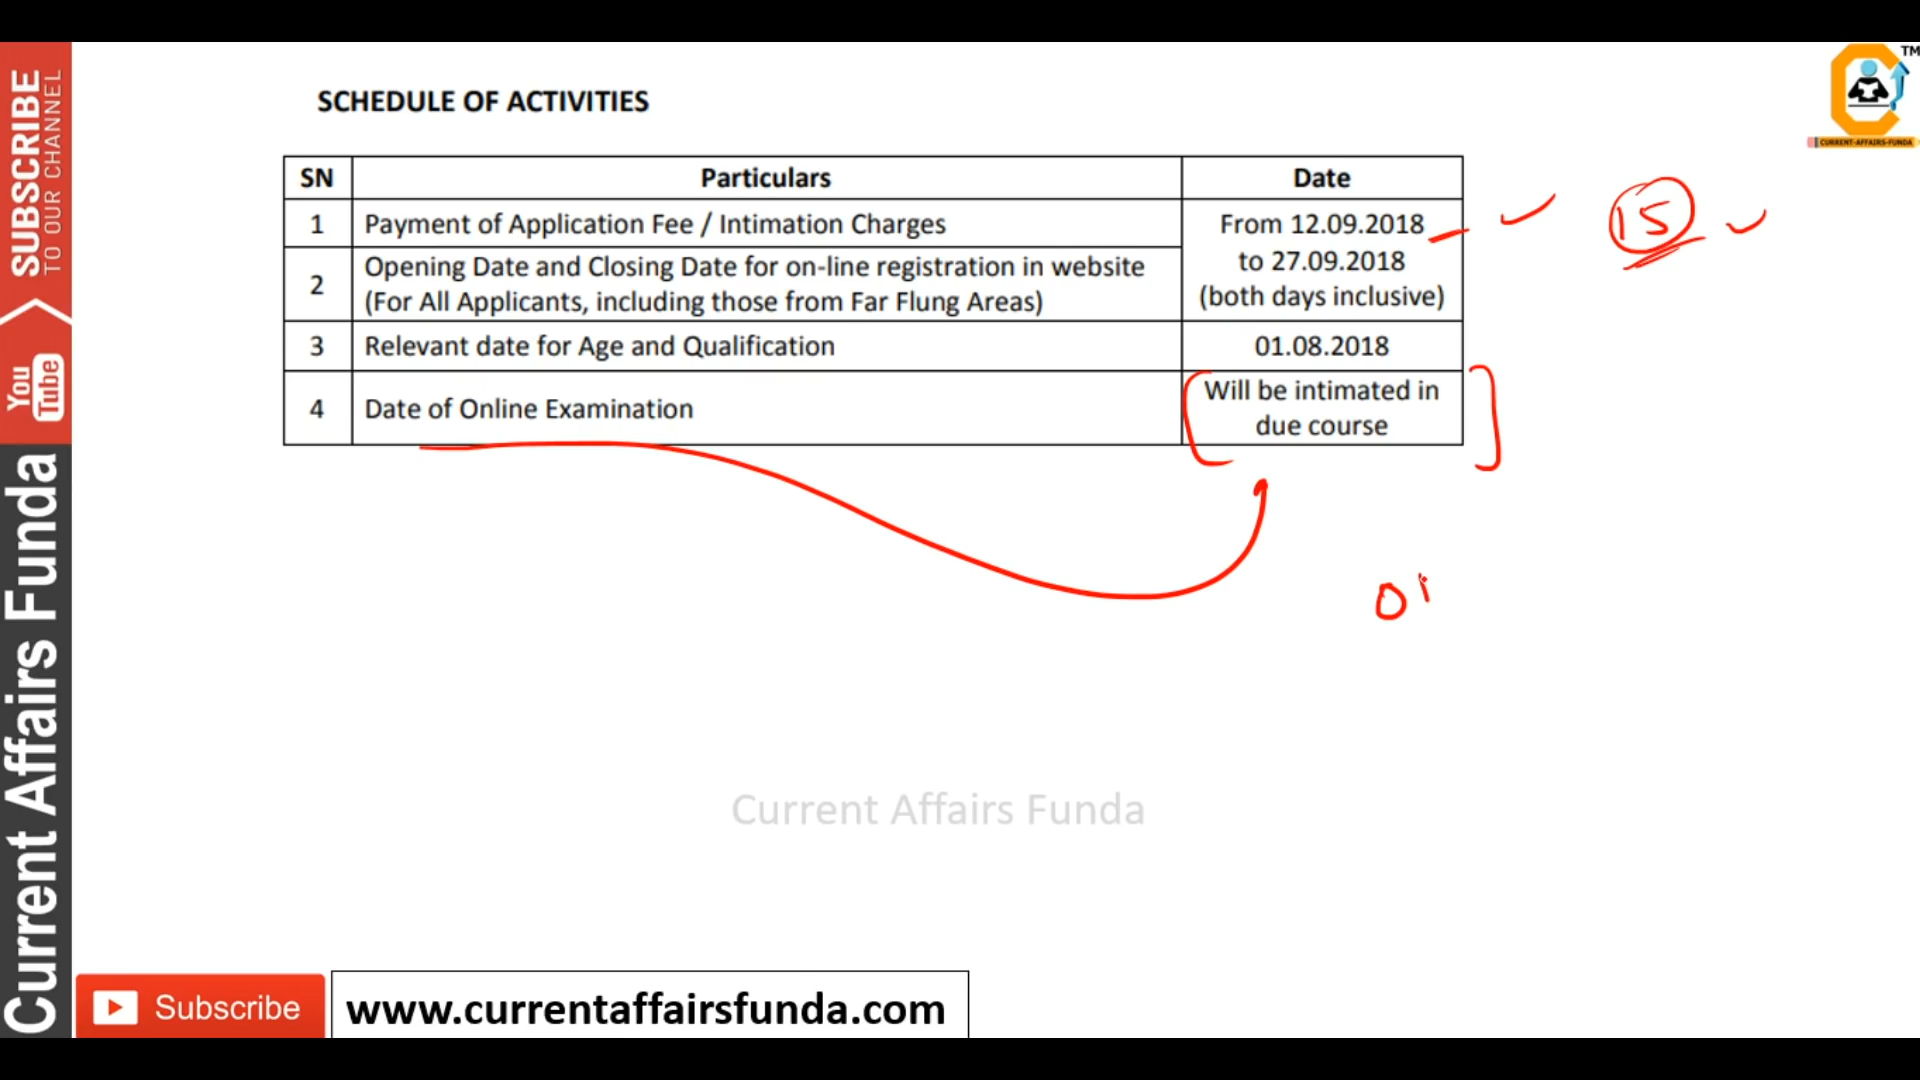 SUBSCRIBE
TO OUR CHANNEL
You
Tube
Current Affairs Funda
SCHEDULE OF ACTIVITIES
TM
CURRENT-AFFAIRS-FUNDA
SN Particulars Date
1 Payment of Application Fee / Intimation Charges
From 12.09.2018
to 27.09.2018
(both days inclusive)
15
2 Opening Date and Closing Date for on-line registration in website
(For All Applicants, including those from Far Flung Areas)
3 Relevant date for Age and Qualification 01.08.2018
4 Date of Online Examination
Will be intimated in
due course
Current Affairs Funda
Subscribe
www.currentaffairsfunda.com